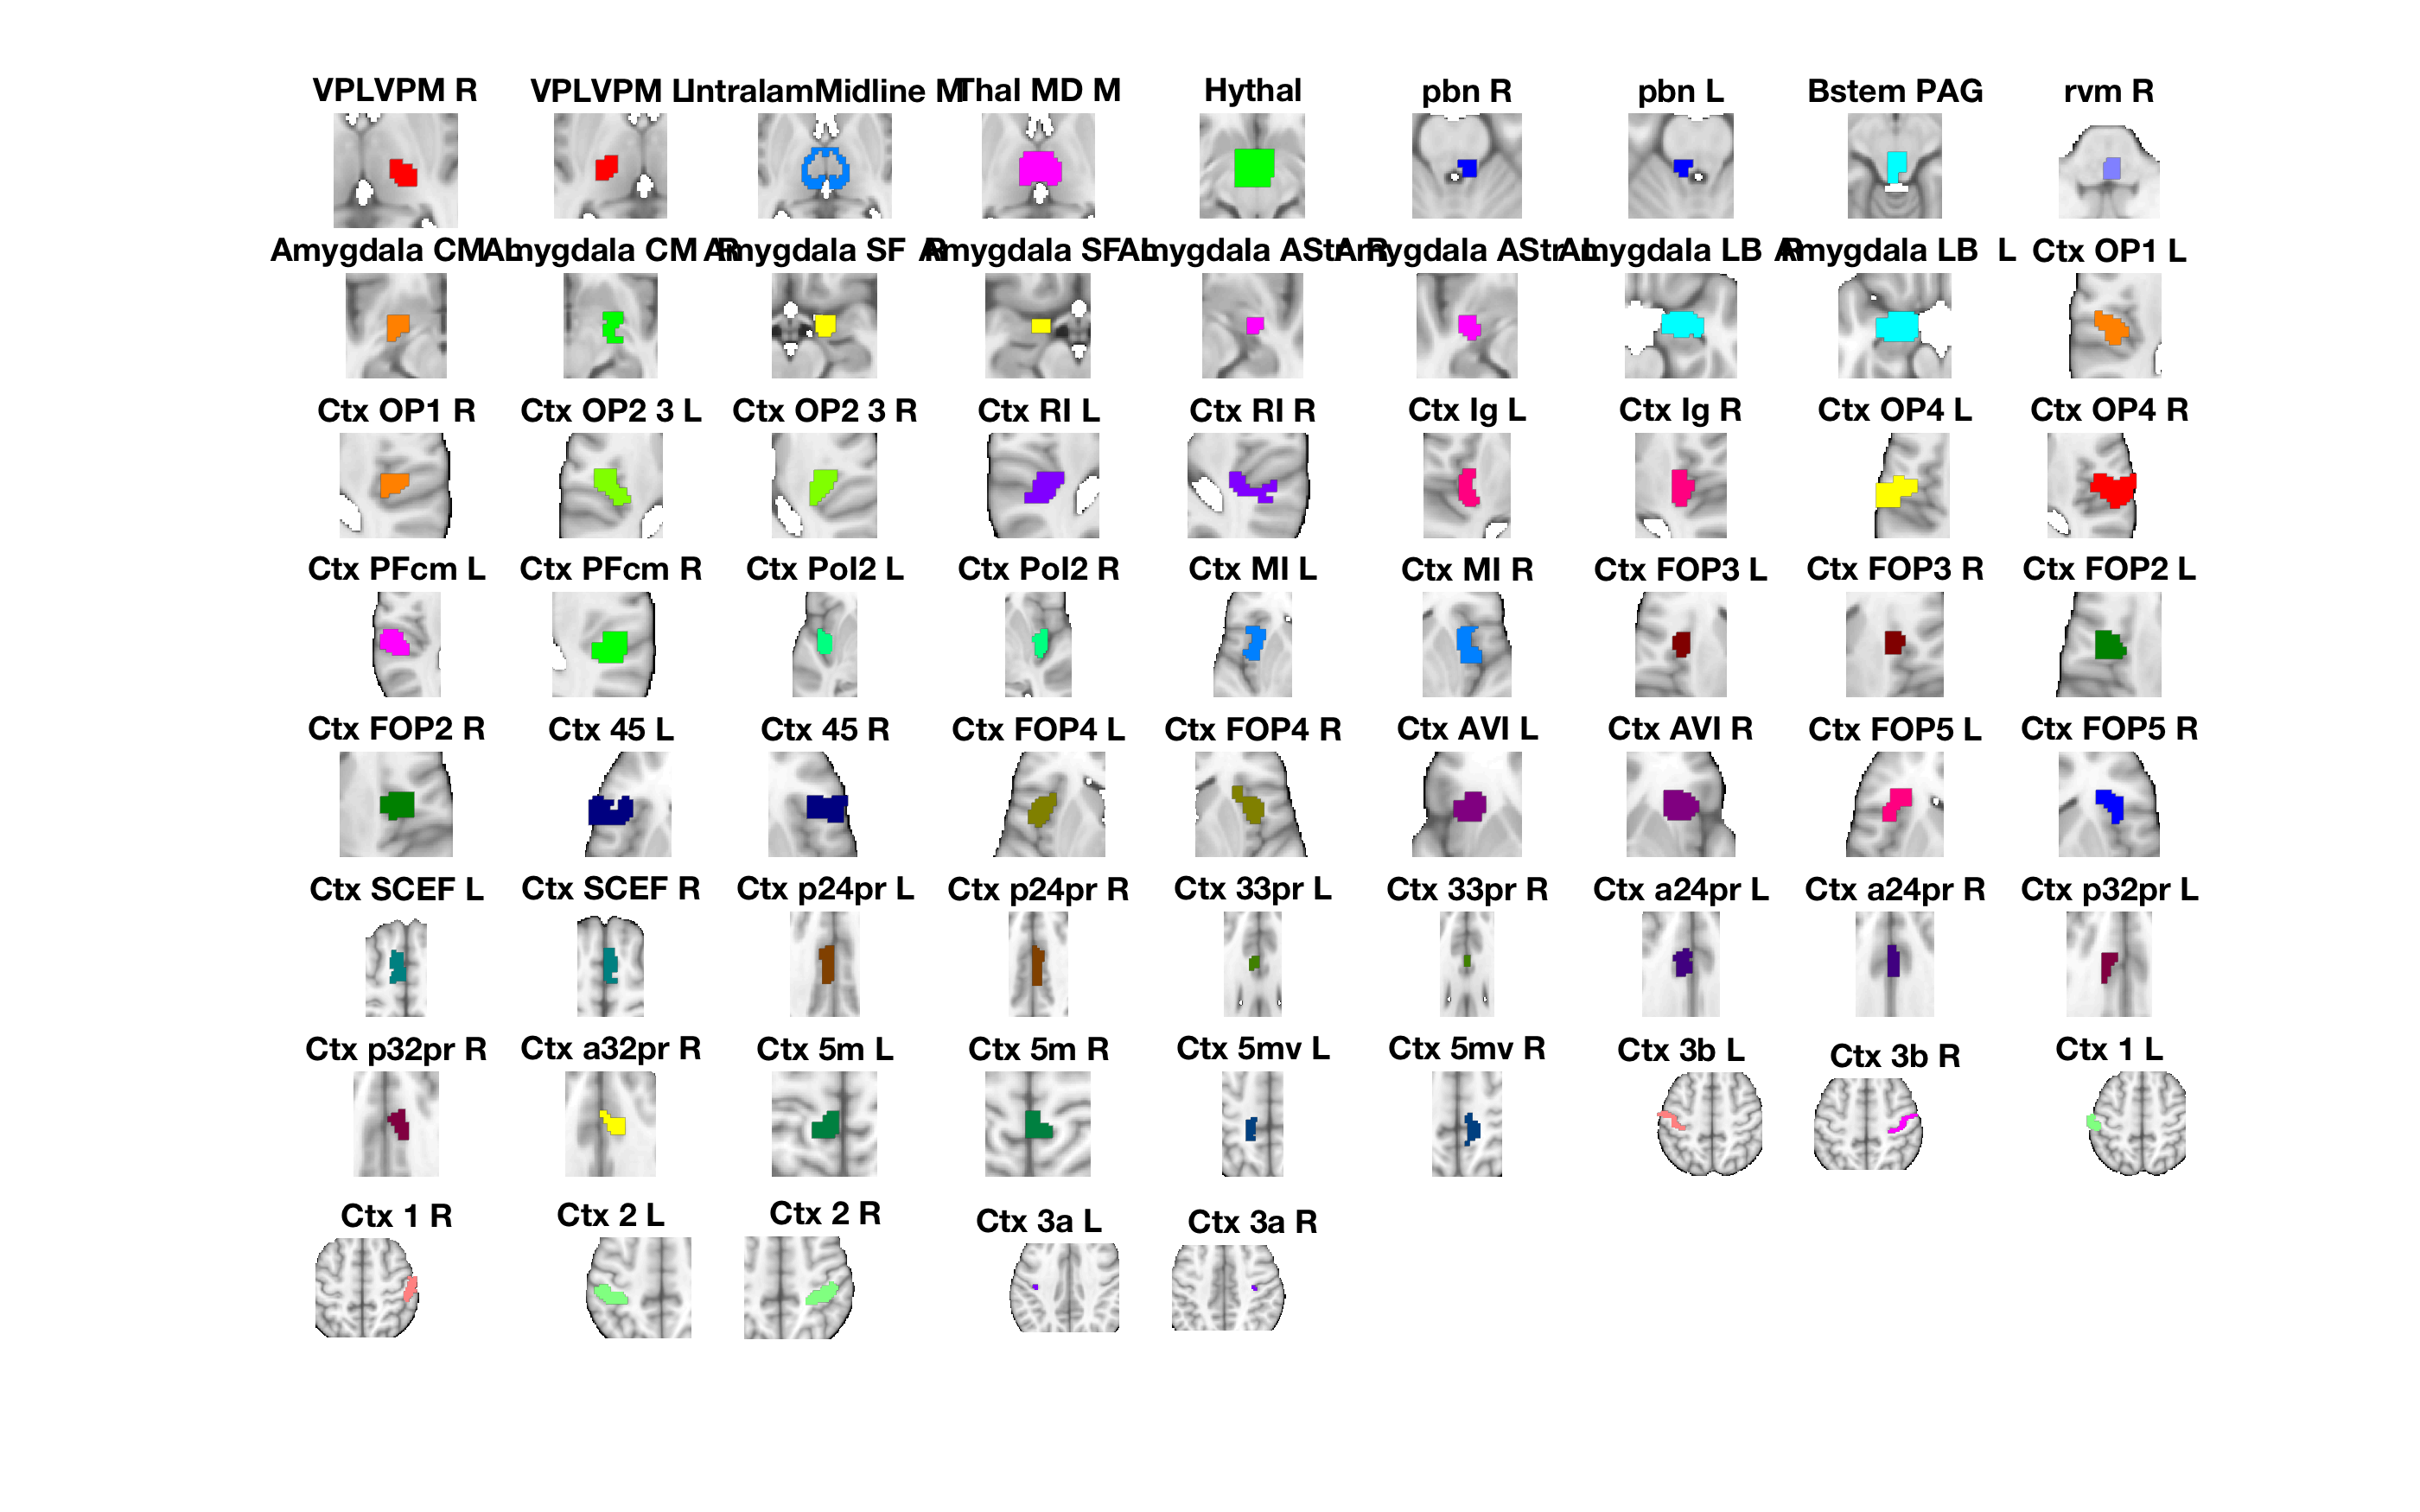 VPLVPM R VPLVPM L IntralamMidline M Thal MD M Hythal pbn R pbn L Bstem PAG rvm R
Amygdala CM L Amygdala CM R Amygdala SF R Amygdala SF L Amygdala AStr R Amygdala AStr L Amygdala LB R Amygdala LB L Ctx OP1 L
Ctx OP1 R Ctx OP2 3 L Ctx OP2 3 R Ctx RI L Ctx RI R Ctx Ig L Ctx Ig R Ctx OP4 L Ctx OP4 R
Ctx PFcm L Ctx PFcm R Ctx PoI2 L Ctx PoI2 R Ctx MI L Ctx MI R Ctx FOP3 L Ctx FOP3 R Ctx FOP2 L
Ctx FOP2 R Ctx 45 L Ctx 45 R Ctx FOP4 L Ctx FOP4 R Ctx AVI L Ctx AVI R Ctx FOP5 L Ctx FOP5 R
Ctx SCEF L Ctx SCEF R Ctx p24pr L Ctx p24pr R Ctx 33pr L Ctx 33pr R Ctx a24pr L Ctx a24pr R Ctx p32pr L
Ctx p32pr R Ctx a32pr R Ctx 5m L Ctx 5m R Ctx 5mv L Ctx 5mv R Ctx 3b L Ctx 3b R Ctx 1 L
Ctx 1 R Ctx 2 L Ctx 2 R Ctx 3a L Ctx 3a R